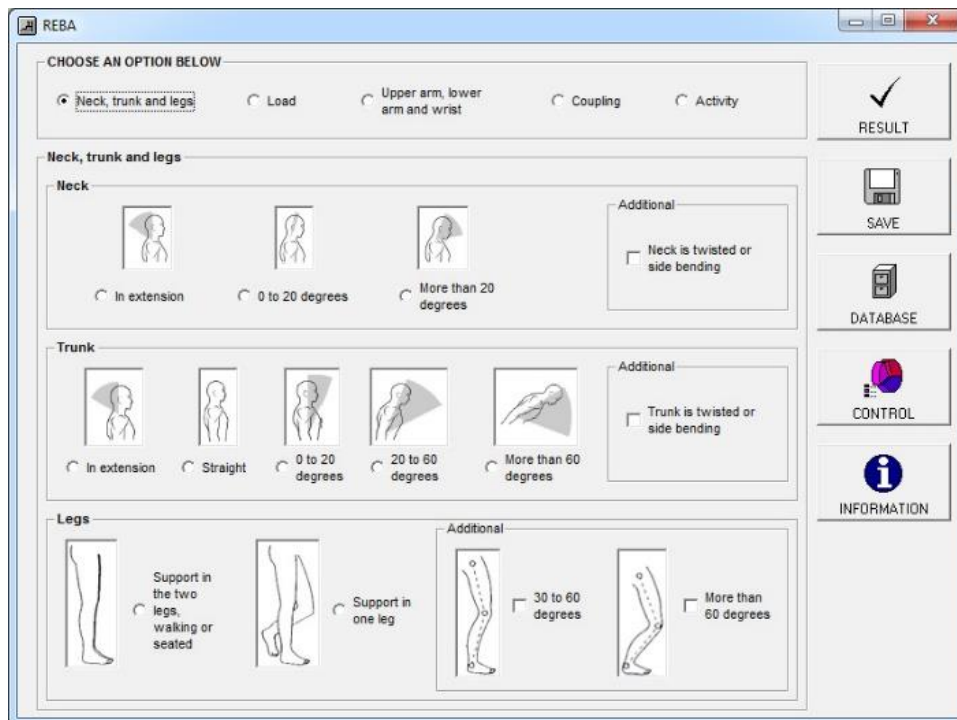 REBA
CHOOSE AN OPTION BELOW
Neck, trunk and legs
Load
Upper arm, lower
arm and wrist
Coupling
Activity
RESULT
SAVE
DATABASE
CONTROL
INFORMATION
Neck, trunk and legs
Neck
In extension
0 to 20 degrees
More than 20
degrees
Additional
Neck is twisted or
side bending
Trunk
In extension
Straight
0 to 20
degrees
20 to 60
degrees
More than 60
degrees
Additional
Trunk is twisted or
side bending
Legs
Support in
the two
legs,
walking or
seated
Support in
one leg
Additional
30 to 60
degrees
More than
60 degrees